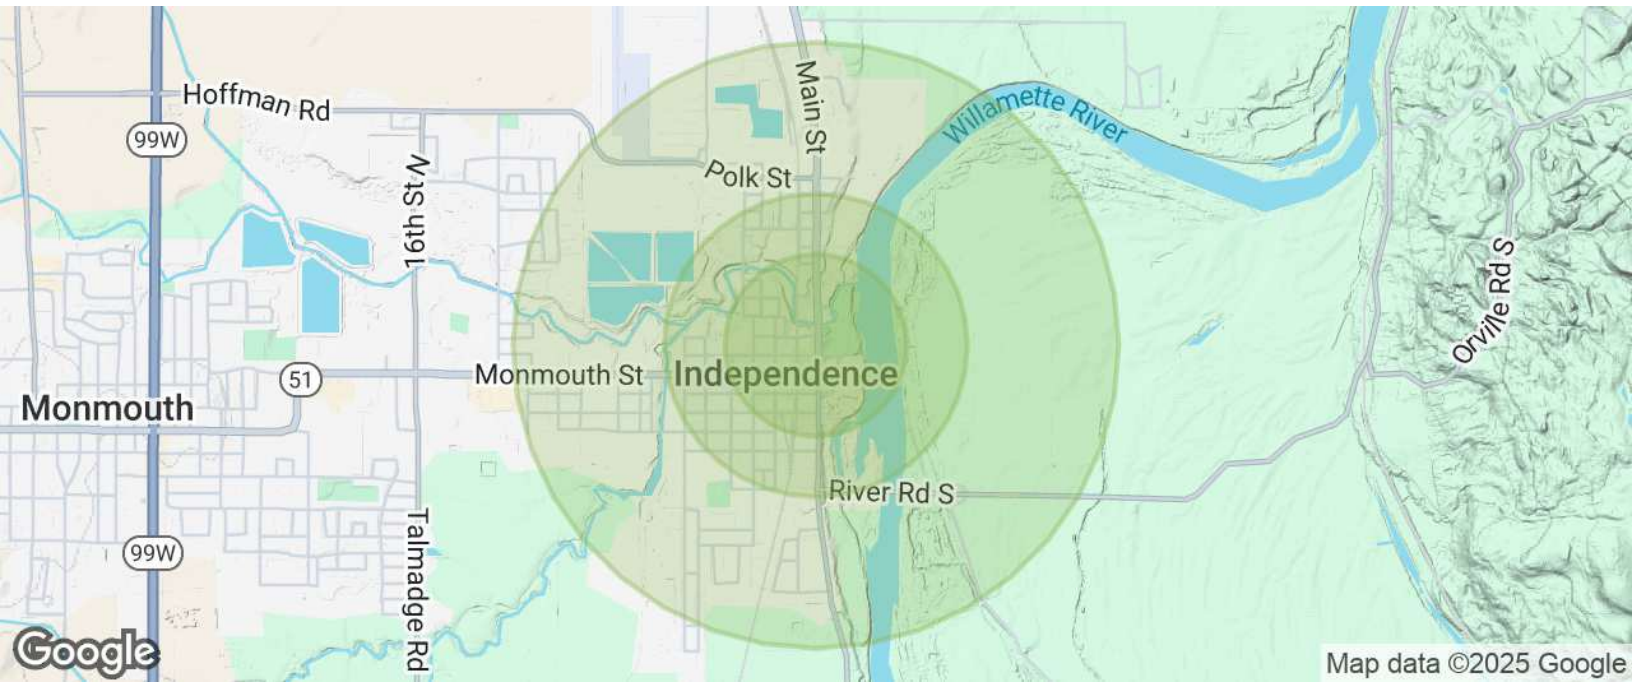 Hoffman Rd
Main St
Willamette River
99W
Polk St
16th St N
Orville Rd S
Monmouth St
Independence
51
Monmouth
River Rd S
99W
Talmadge Rd
Google
Map data ©2025 Google